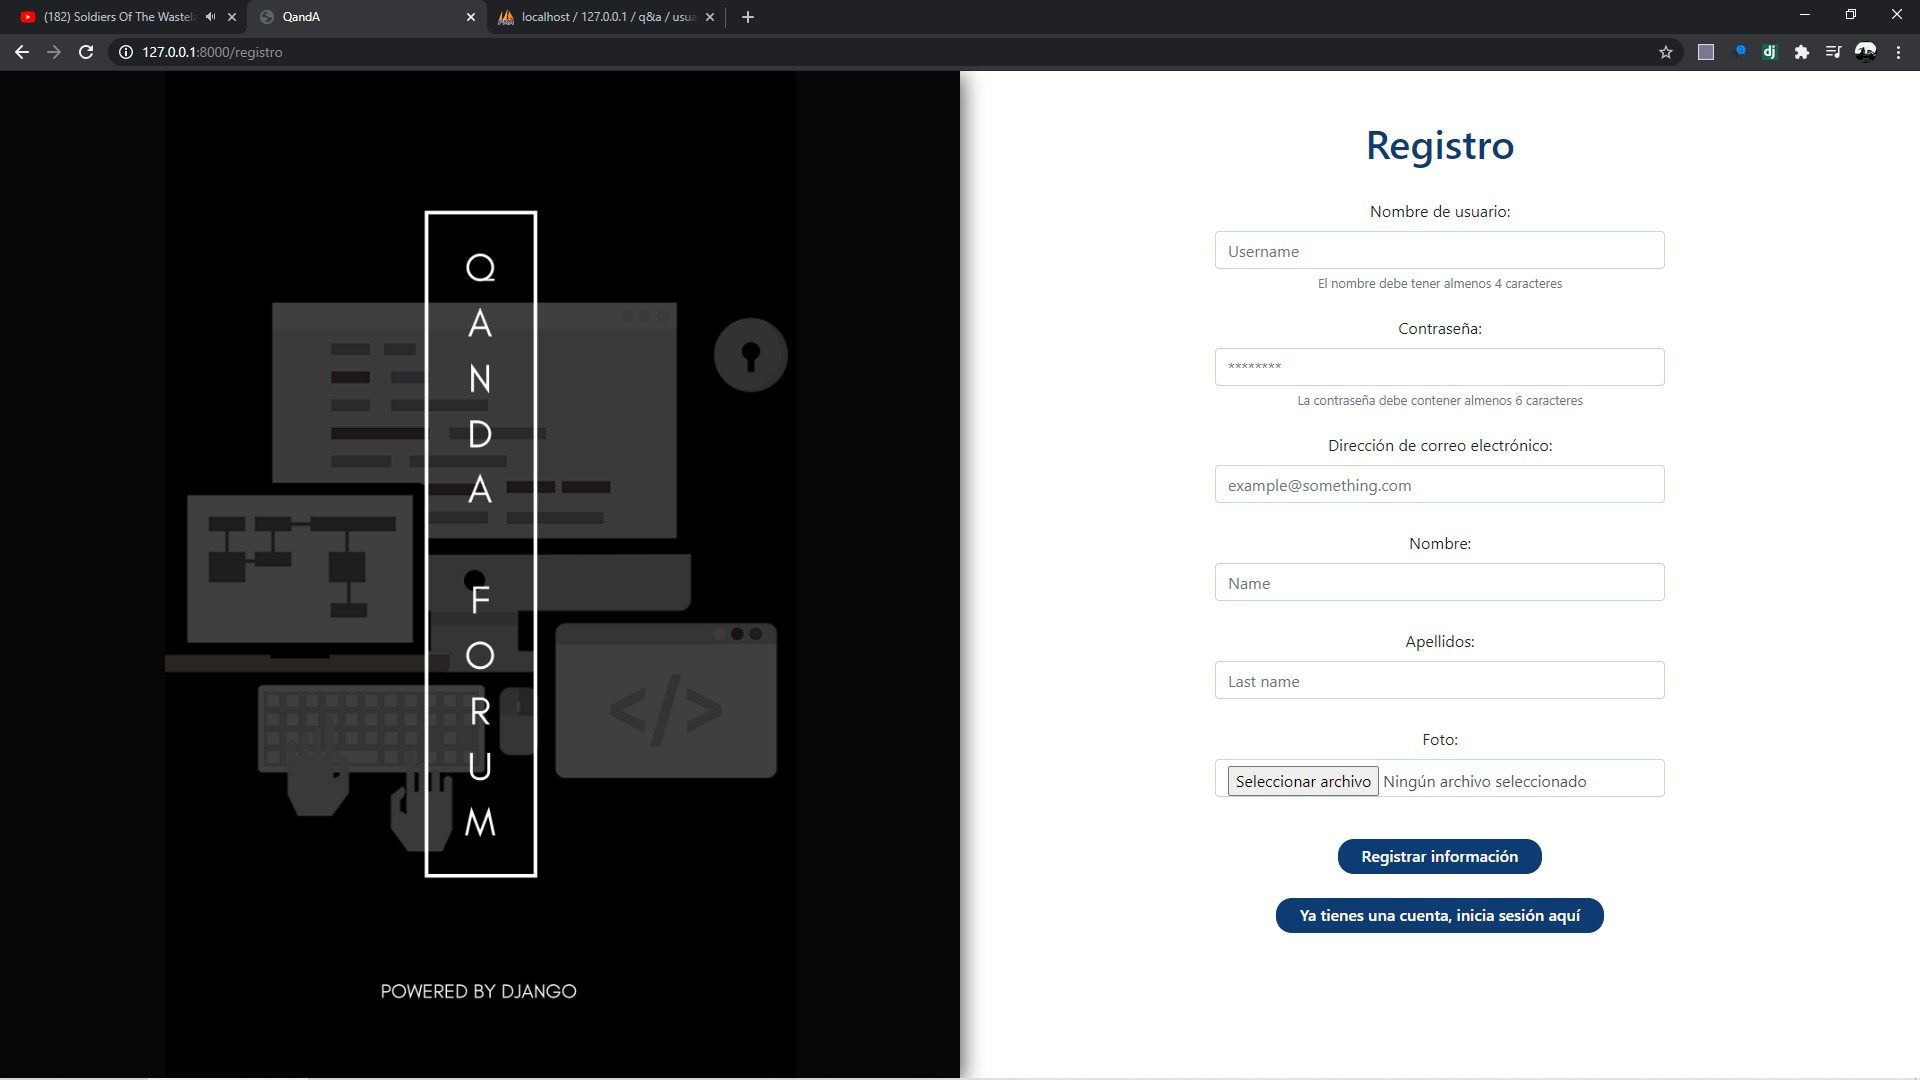 (182) Soldiers Of The Wastela
QandA
localhost / 127.0.0.1 / q&a / usua
127.0.0.1:8000/registro
dj
QANDA FORUM
</>
POWERED BY DJANGO
Registro
Nombre de usuario:
Username
El nombre debe tener almenos 4 caracteres
Contraseña:
********
La contraseña debe contener almenos 6 caracteres
Dirección de correo electrónico:
example@something.com
Nombre:
Name
Apellidos:
Last name
Foto:
Seleccionar archivo Ningún archivo seleccionado
Registrar información
Ya tienes una cuenta, inicia sesión aquí